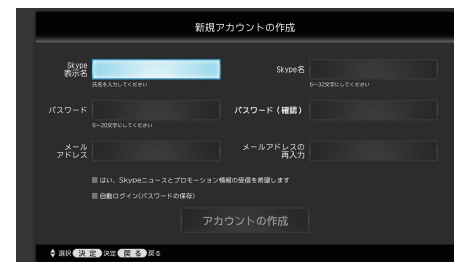 新規アカウントの作成
Skype
表示名
Skype名
氏名を入力してください
6~32文字にしてください
パスワード
パスワード（確認）
6~20文字にしてください
メール
アドレス
メールアドレスの
再入力
はい、Skypeニュースとプロモーション情報の受信を希望します
自動ログイン(パスワードの保存)
アカウントの作成
選択 決定 決定 戻る 戻る